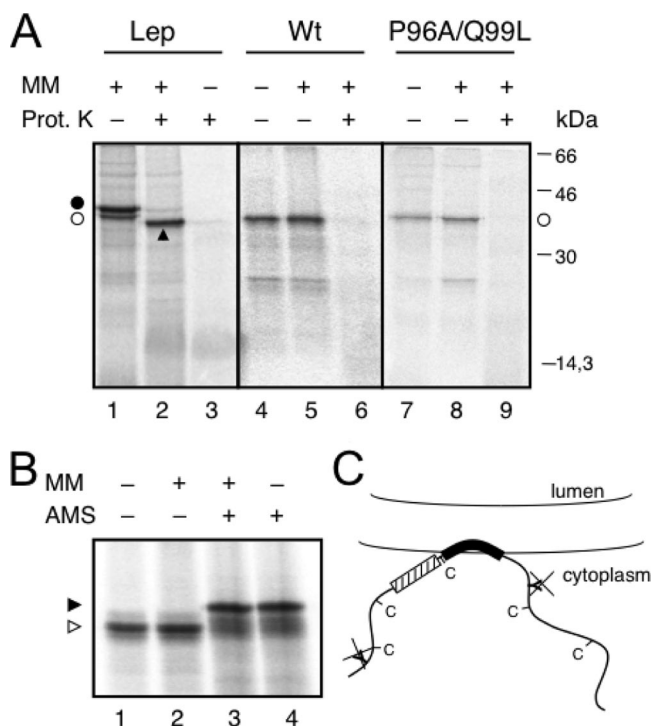 A
Lep Wt P96A/Q99L
MM + + – – + + – + +
Prot. K – + + – – + – – + kDa
66
46
30
14,3
1 2 3 4 5 6 7 8 9
B
MM – + + –
AMS – – + +
1 2 3 4
C
lumen
cytoplasm
C
C
C
C
C